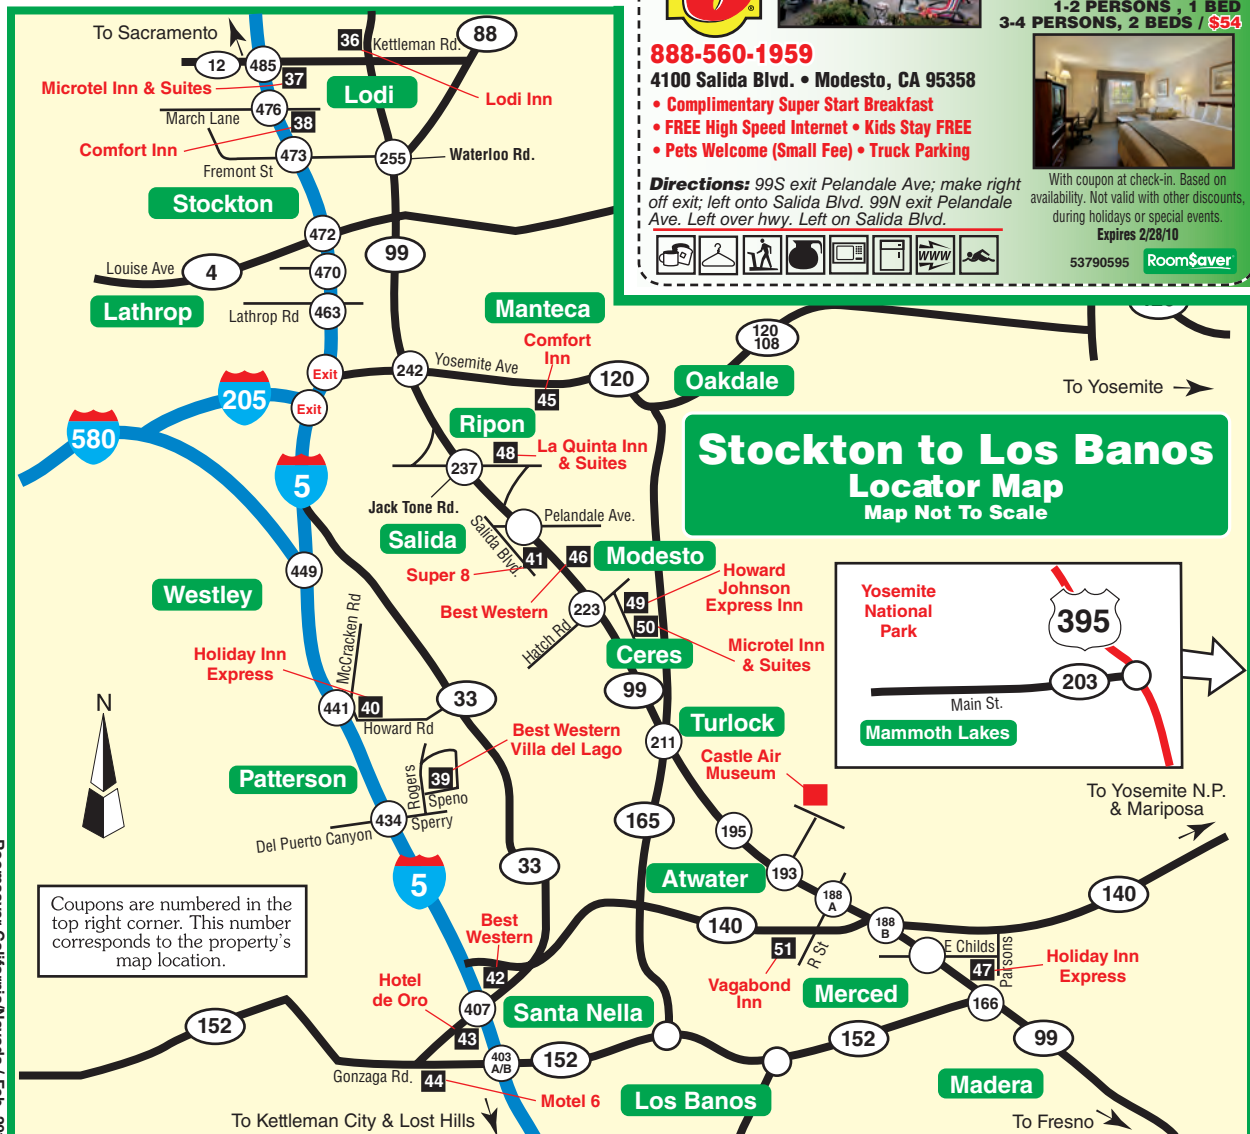 1-2 PERSONS , 1 BED
3-4 PERSONS, 2 BEDS / $54
888-560-1959
4100 Salida Blvd. • Modesto, CA 95358
• Complimentary Super Start Breakfast
• FREE High Speed Internet • Kids Stay FREE
• Pets Welcome (Small Fee) • Truck Parking
Directions: 99S exit Pelandale Ave; make right
off exit; left onto Salida Blvd. 99N exit Pelandale
Ave. Left over hwy. Left on Salida Blvd.
WWW
With coupon at check-in. Based on
availability. Not valid with other discounts,
during holidays or special events.
Expires 2/28/10
53790595
RoomSaver
To Sacramento
36
Kettleman Rd.
88
12
485
37
Microtel Inn & Suites
Lodi
Lodi Inn
476
March Lane
38
Comfort Inn
473
255
Waterloo Rd.
Fremont St
Stockton
472
99
Louise Ave
4
470
Lathrop
Lathrop Rd
463
Manteca
Comfort
Inn
120
108
Exit
242
Yosemite Ave
120
Oakdale
To Yosemite
45
205
Exit
580
Ripon
48
La Quinta Inn
& Suites
237
5
Jack Tone Rd.
Stockton to Los Banos
Locator Map
Map Not To Scale
Salida
Salida Blvd.
Pelandale Ave.
41
46
Modesto
Super 8
Best Western
449
Westley
223
49
Howard
Johnson
Express Inn
Hatch Rd
50
Microtel Inn
& Suites
Ceres
Yosemite
National
Park
395
203
Main St.
Mammoth Lakes
McCracken Rd
Holiday Inn
Express
441
40
Howard Rd
33
99
N
Best Western
Villa del Lago
Turlock
211
Castle Air
Museum
Patterson
Rogers
39
Speno
Sperry
434
Del Puerto Canyon
165
195
To Yosemite N.P.
& Mariposa
5
33
Atwater
193
188
A
140
Coupons are numbered in the
top right corner. This number
corresponds to the property's
map location.
Best
Western
42
140
188
B
51
R St
E Childs
Parsons
47
Holiday Inn
Express
Vagabond
Inn
Merced
Hotel
de Oro
407
Santa Nella
166
152
43
403
A/B
152
152
99
Gonzaga Rd.
44
Motel 6
Los Banos
Madera
To Kettleman City & Lost Hills
To Fresno